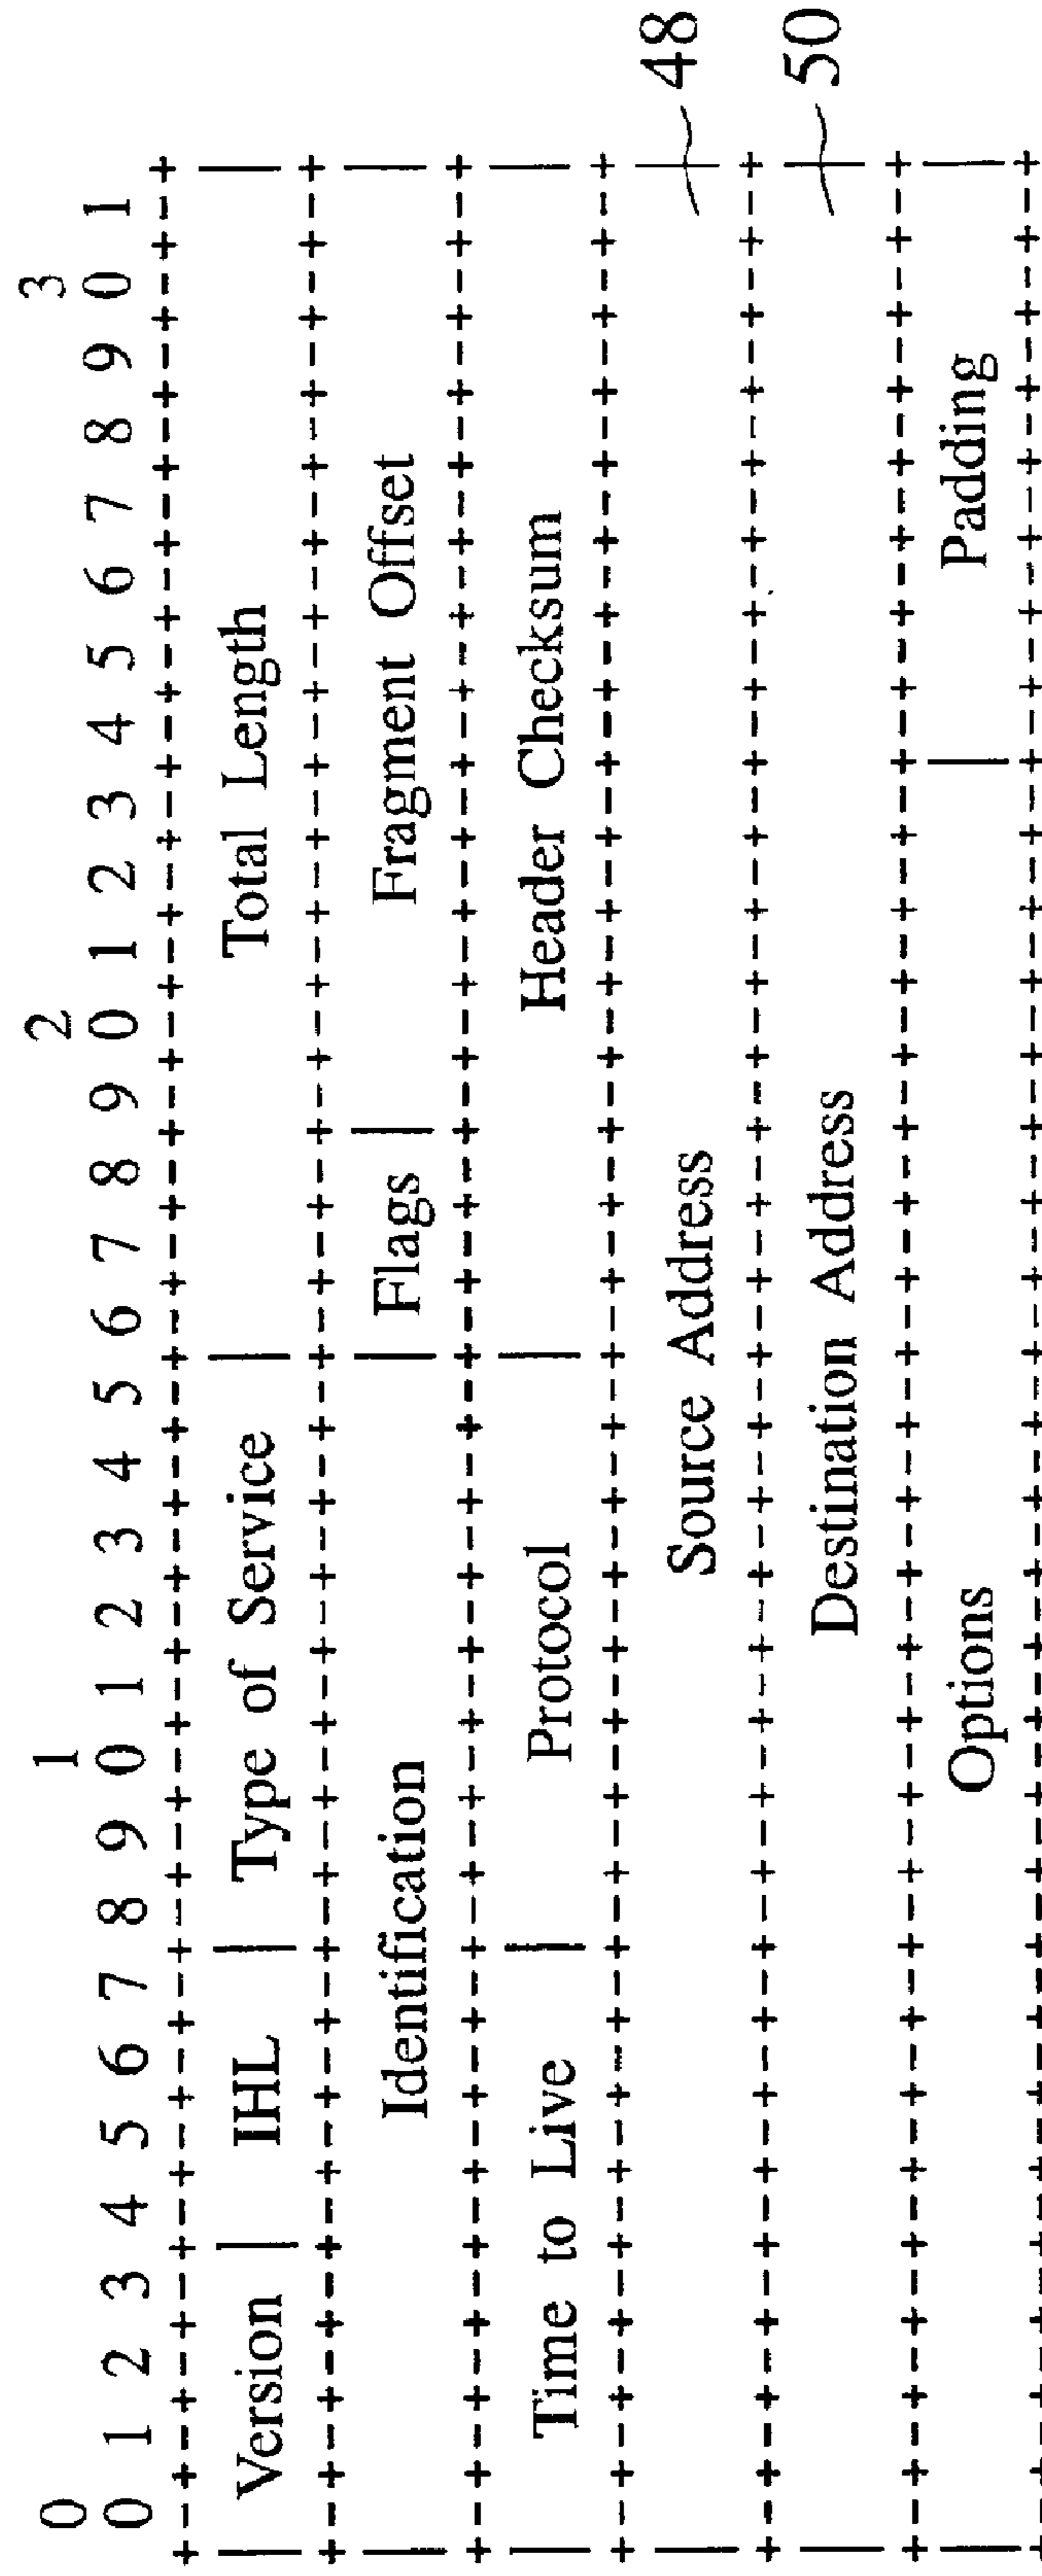 0 1 2 3
0 1 2 3 4 5 6 7 8 9 0 1 2 3 4 5 6 7 8 9 0 1 2 3 4 5 6 7 8 9 0 1
+-+-+-+-+-+-+-+-+-+-+-+-+-+-+-+-+-+-+-+-+-+-+-+-+-+-+-+-+-+-+-+-+
| Version | IHL | Type of Service | Total Length |
+-+-+-+-+-+-+-+-+-+-+-+-+-+-+-+-+-+-+-+-+-+-+-+-+-+-+-+-+-+-+-+-+
| Identification | Flags | Fragment Offset |
+-+-+-+-+-+-+-+-+-+-+-+-+-+-+-+-+-+-+-+-+-+-+-+-+-+-+-+-+-+-+-+-+
| Time to Live | Protocol | Header Checksum |
+-+-+-+-+-+-+-+-+-+-+-+-+-+-+-+-+-+-+-+-+-+-+-+-+-+-+-+-+-+-+-+-+
| Source Address | 48
+-+-+-+-+-+-+-+-+-+-+-+-+-+-+-+-+-+-+-+-+-+-+-+-+-+-+-+-+-+-+-+-+
| Destination Address | 50
+-+-+-+-+-+-+-+-+-+-+-+-+-+-+-+-+-+-+-+-+-+-+-+-+-+-+-+-+-+-+-+-+
| Options | Padding |
+-+-+-+-+-+-+-+-+-+-+-+-+-+-+-+-+-+-+-+-+-+-+-+-+-+-+-+-+-+-+-+-+